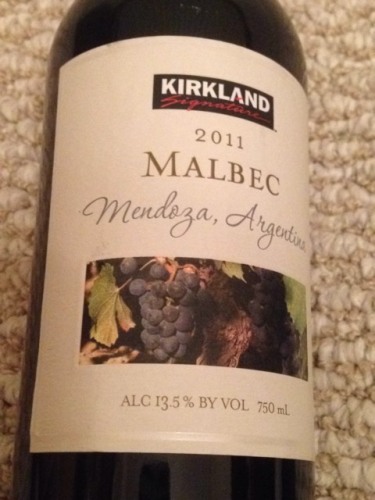 KIRKLAND
Signature
2011
MALBEC
Mendoza, Argentina
ALC 13.5% BY VOL 750 mL